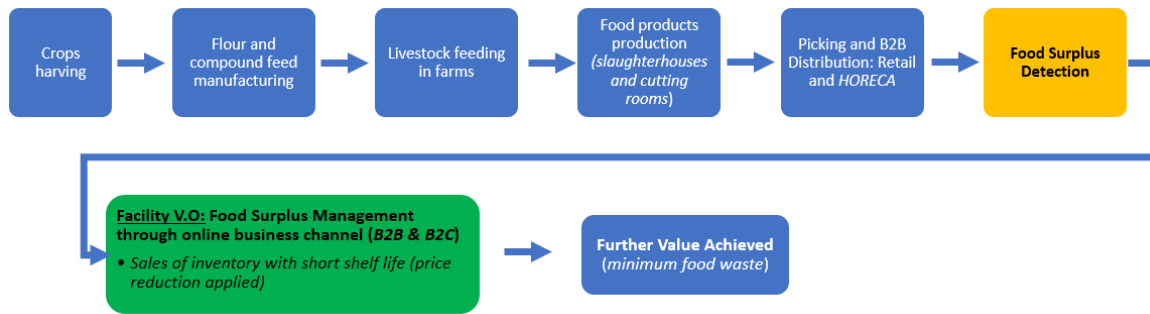 Crops
harving
Flour and
compound feed
manufacturing
Livestock feeding
in farms
Food products
production
(slaughterhouses
and cutting
rooms)
Picking and B2B
Distribution: Retail
and HORECA
Food Surplus
Detection
Facility V.O: Food Surplus Management
through online business channel (B2B & B2C)
• Sales of inventory with short shelf life (price
reduction applied)
Further Value Achieved
(minimum food waste)